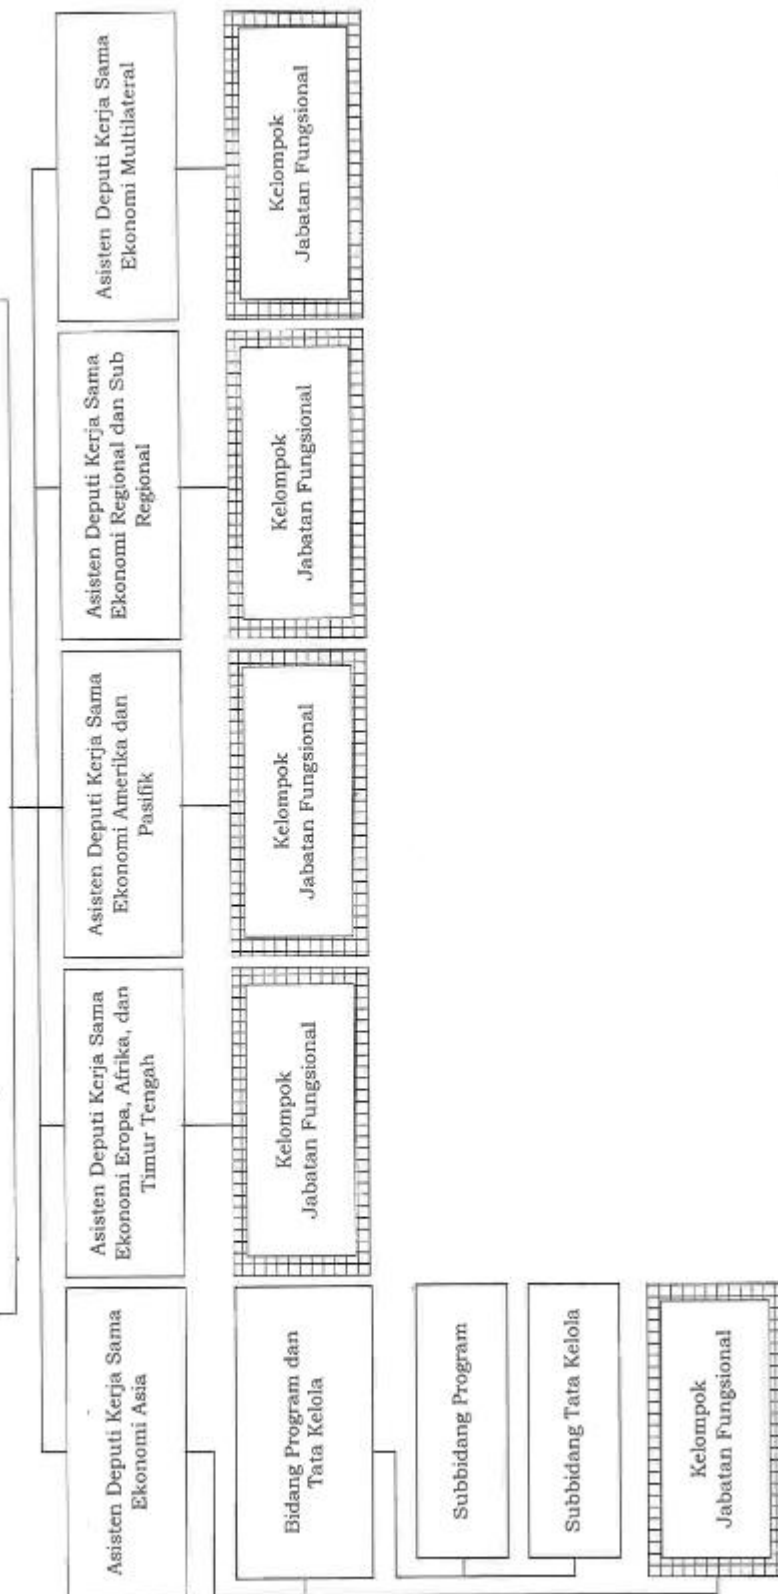 Asisten Deputi Kerja Sama
Ekonomi Asia
Asisten Deputi Kerja Sama
Ekonomi Eropa, Afrika, dan
Timur Tengah
Asisten Deputi Kerja Sama
Ekonomi Amerika dan
Pasifik
Asisten Deputi Kerja Sama
Ekonomi Regional dan Sub
Regional
Asisten Deputi Kerja Sama
Ekonomi Multilateral
Bidang Program dan
Tata Kelola
Kelompok
Jabatan Fungsional
Kelompok
Jabatan Fungsional
Kelompok
Jabatan Fungsional
Kelompok
Jabatan Fungsional
Subbidang Program
Subbidang Tata Kelola
Kelompok
Jabatan Fungsional